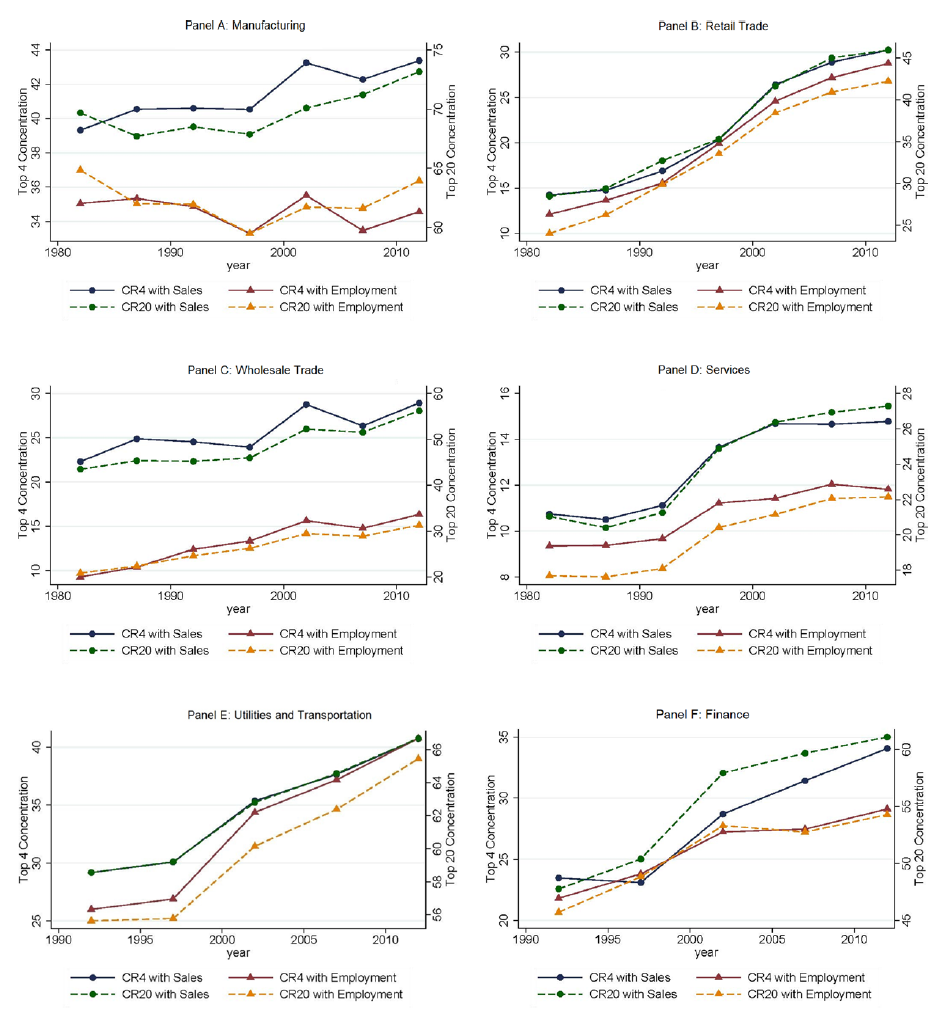 Panel A: Manufacturing
44
42
40
38
36
34
Top 4 Concentration
75
70
65
60
Top 20 Concentration
1980 1990 2000 2010
year
CR4 with Sales CR4 with Employment
CR20 with Sales CR20 with Employment
Panel B: Retail Trade
30
25
20
15
10
Top 4 Concentration
45
40
35
30
25
Top 20 Concentration
1980 1990 2000 2010
year
CR4 with Sales CR4 with Employment
CR20 with Sales CR20 with Employment
Panel C: Wholesale Trade
30
25
20
15
10
Top 4 Concentration
60
50
40
30
20
Top 20 Concentration
1980 1990 2000 2010
year
CR4 with Sales CR4 with Employment
CR20 with Sales CR20 with Employment
Panel D: Services
16
14
12
10
8
Top 4 Concentration
28
26
24
22
20
18
Top 20 Concentration
1980 1990 2000 2010
year
CR4 with Sales CR4 with Employment
CR20 with Sales CR20 with Employment
Panel E: Utilities and Transportation
40
35
30
25
Top 4 Concentration
66
64
62
60
58
56
Top 20 Concentration
1990 1995 2000 2005 2010
year
CR4 with Sales CR4 with Employment
CR20 with Sales CR20 with Employment
Panel F: Finance
35
30
25
20
Top 4 Concentration
60
55
50
45
Top 20 Concentration
1990 1995 2000 2005 2010
year
CR4 with Sales CR4 with Employment
CR20 with Sales CR20 with Employment